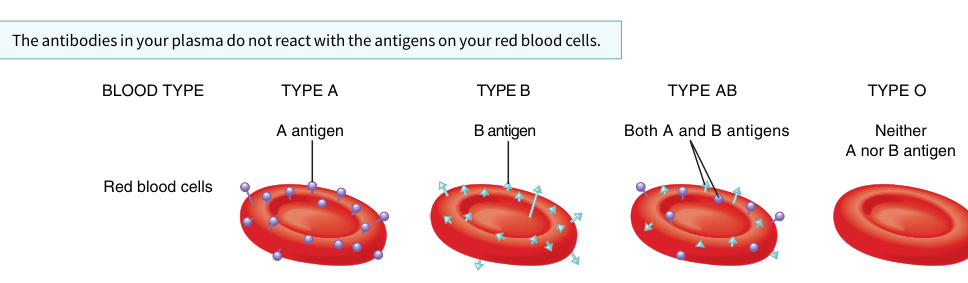 The antibodies in your plasma do not react with the antigens on your red blood cells.
BLOOD TYPE TYPE A TYPE B TYPE AB TYPE O
A antigen B antigen Both A and B antigens Neither
A nor B antigen
Red blood cells